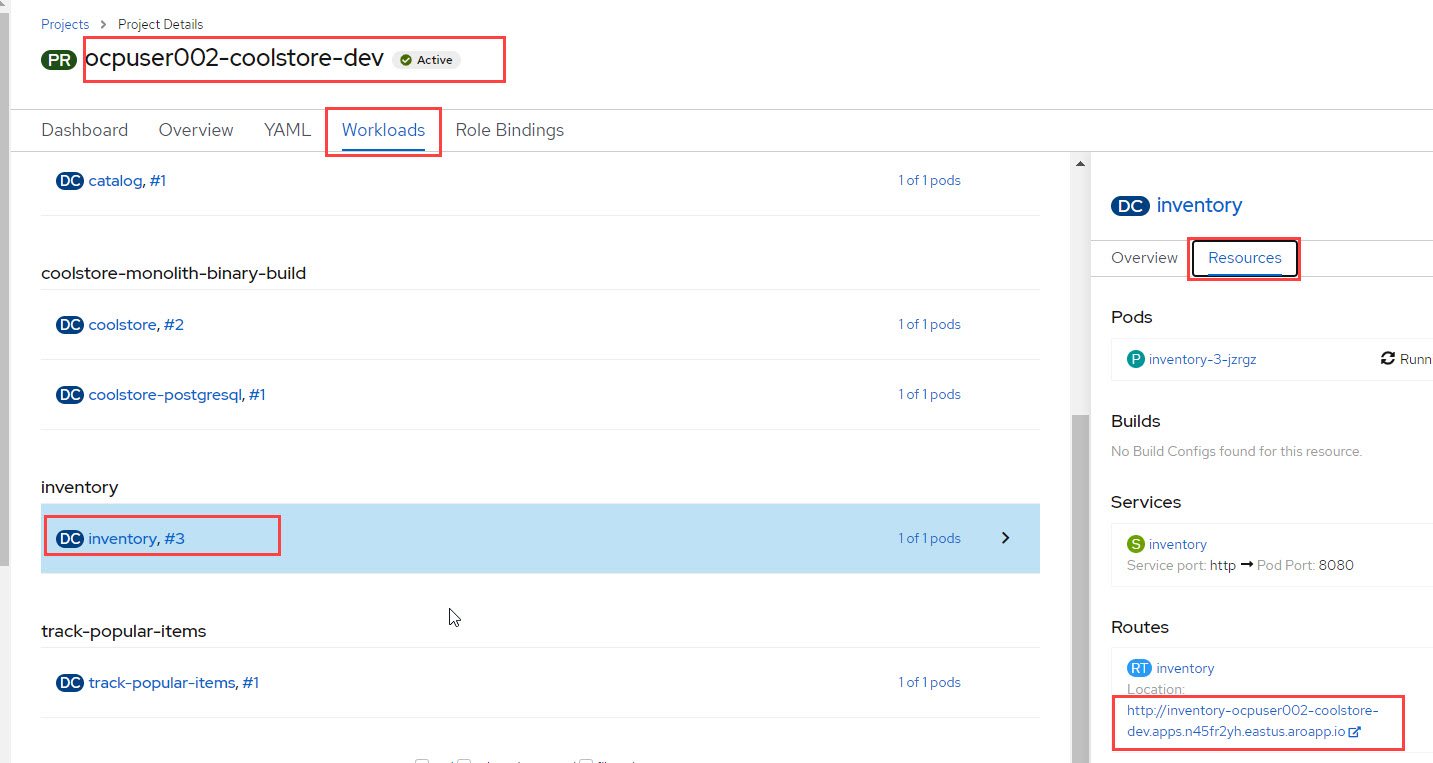 Projects > Project Details
PR ocpuser002-coolstore-dev Active
Dashboard Overview YAML Workloads Role Bindings
DC catalog, #1 1 of 1 pods
coolstore-monolith-binary-build
DC coolstore, #2 1 of 1 pods
DC coolstore-postgresql, #1 1 of 1 pods
inventory
DC inventory, #3 1 of 1 pods
track-popular-items
DC track-popular-items, #1 1 of 1 pods
DC inventory
Overview Resources
Pods
P inventory-3-jzrgz Runn
Builds
No Build Configs found for this resource.
Services
S inventory
Service port: http → Pod Port: 8080
Routes
RT inventory
Location:
http://inventory-ocpuser002-coolstore-
dev.apps.n45fr2yh.eastus.aroapp.io